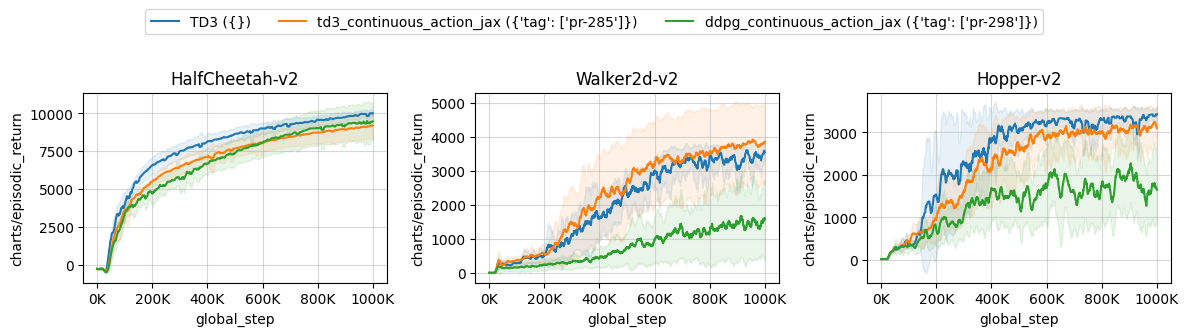 TD3 ({}) td3_continuous_action_jax ({'tag': ['pr-285']}) ddpg_continuous_action_jax ({'tag': ['pr-298']})
HalfCheetah-v2
charts/episodic_return
10000
7500
5000
2500
0
0K 200K 400K 600K 800K 1000K
global_step
Walker2d-v2
charts/episodic_return
5000
4000
3000
2000
1000
0
0K 200K 400K 600K 800K 1000K
global_step
Hopper-v2
charts/episodic_return
3000
2000
1000
0
0K 200K 400K 600K 800K 1000K
global_step